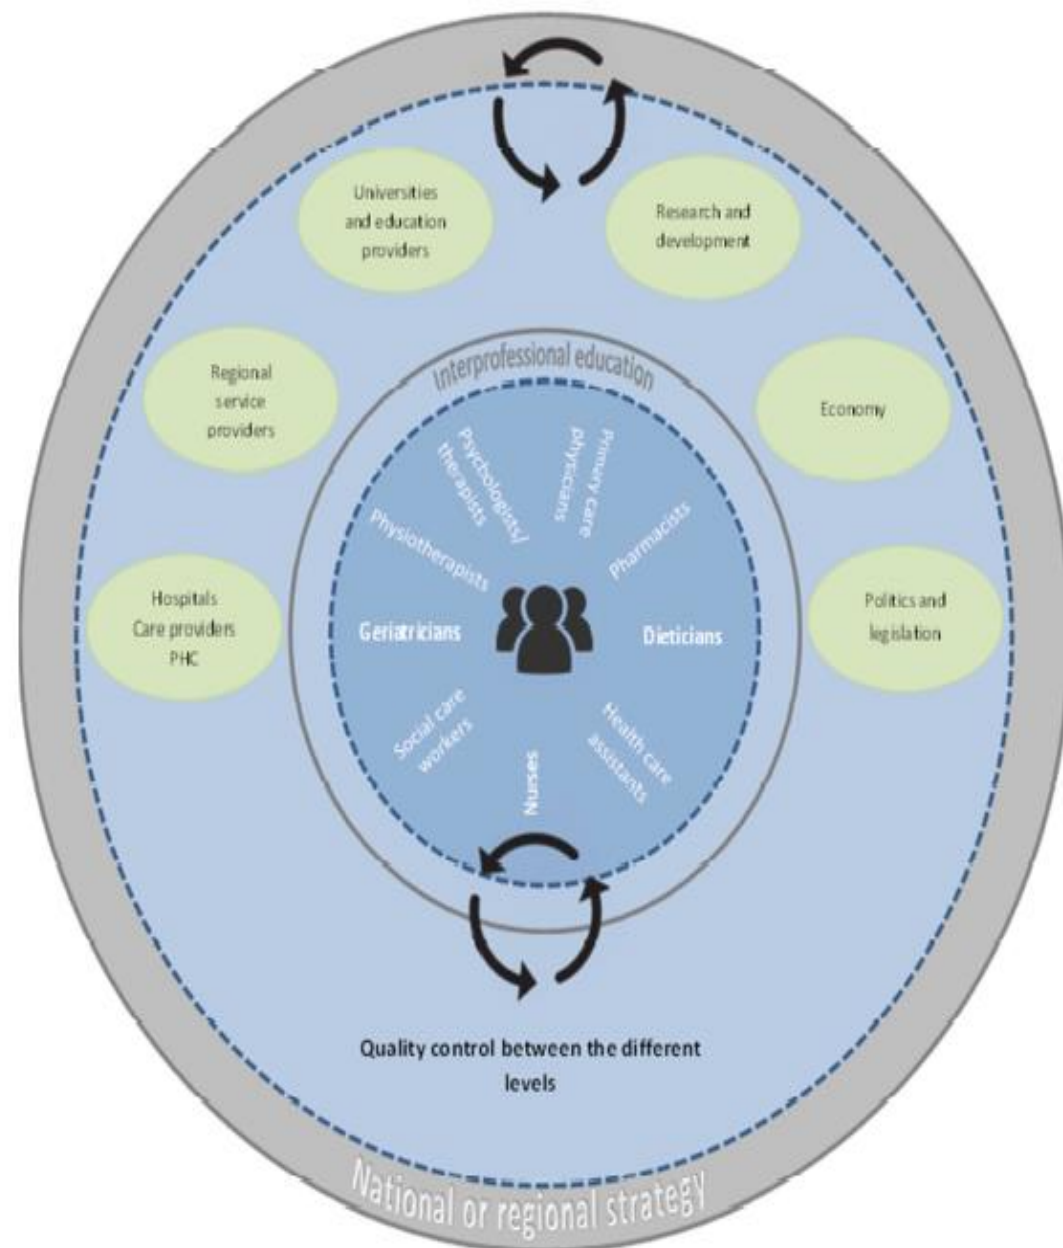 Universities
and education
providers
Research and
development
Regional
service
providers
Economy
Hospitals
Care providers
PHC
Politics and
legislation
Interprofessional education
Psychologists/
therapists
Primary care
physicians
Physiotherapists
Pharmacists
Geriatricians
Dieticians
Social care
workers
Nurses
Health care
assistants
Quality control between the different
levels
National or regional strategy